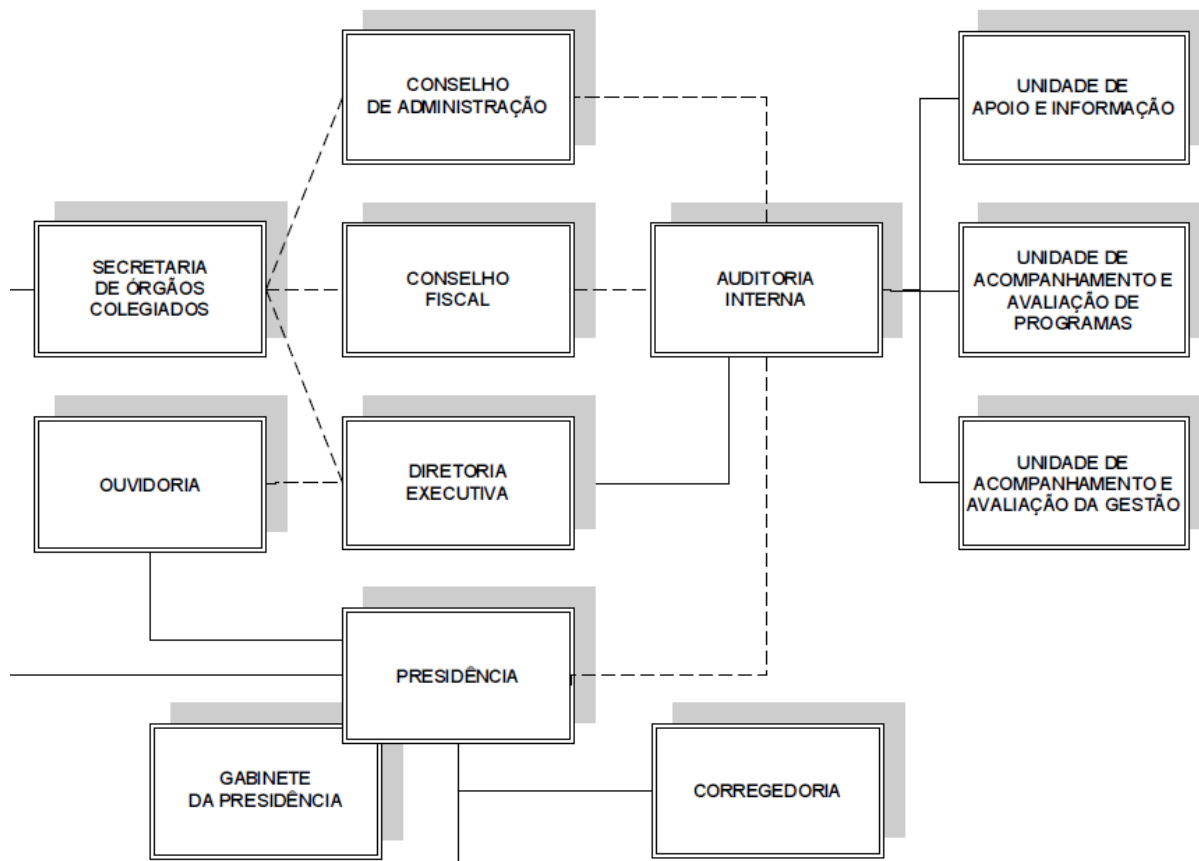 CONSELHO
DE ADMINISTRAÇÃO
UNIDADE DE
APOIO E INFORMAÇÃO
SECRETARIA
DE ÓRGÃOS
COLEGIADOS
CONSELHO
FISCAL
AUDITORIA
INTERNA
UNIDADE DE
ACOMPANHAMENTO E
AVALIAÇÃO DE
PROGRAMAS
OUVIDORIA
DIRETORIA
EXECUTIVA
UNIDADE DE
ACOMPANHAMENTO E
AVALIAÇÃO DA GESTÃO
PRESIDÊNCIA
GABINETE
DA PRESIDÊNCIA
CORREGEDORIA